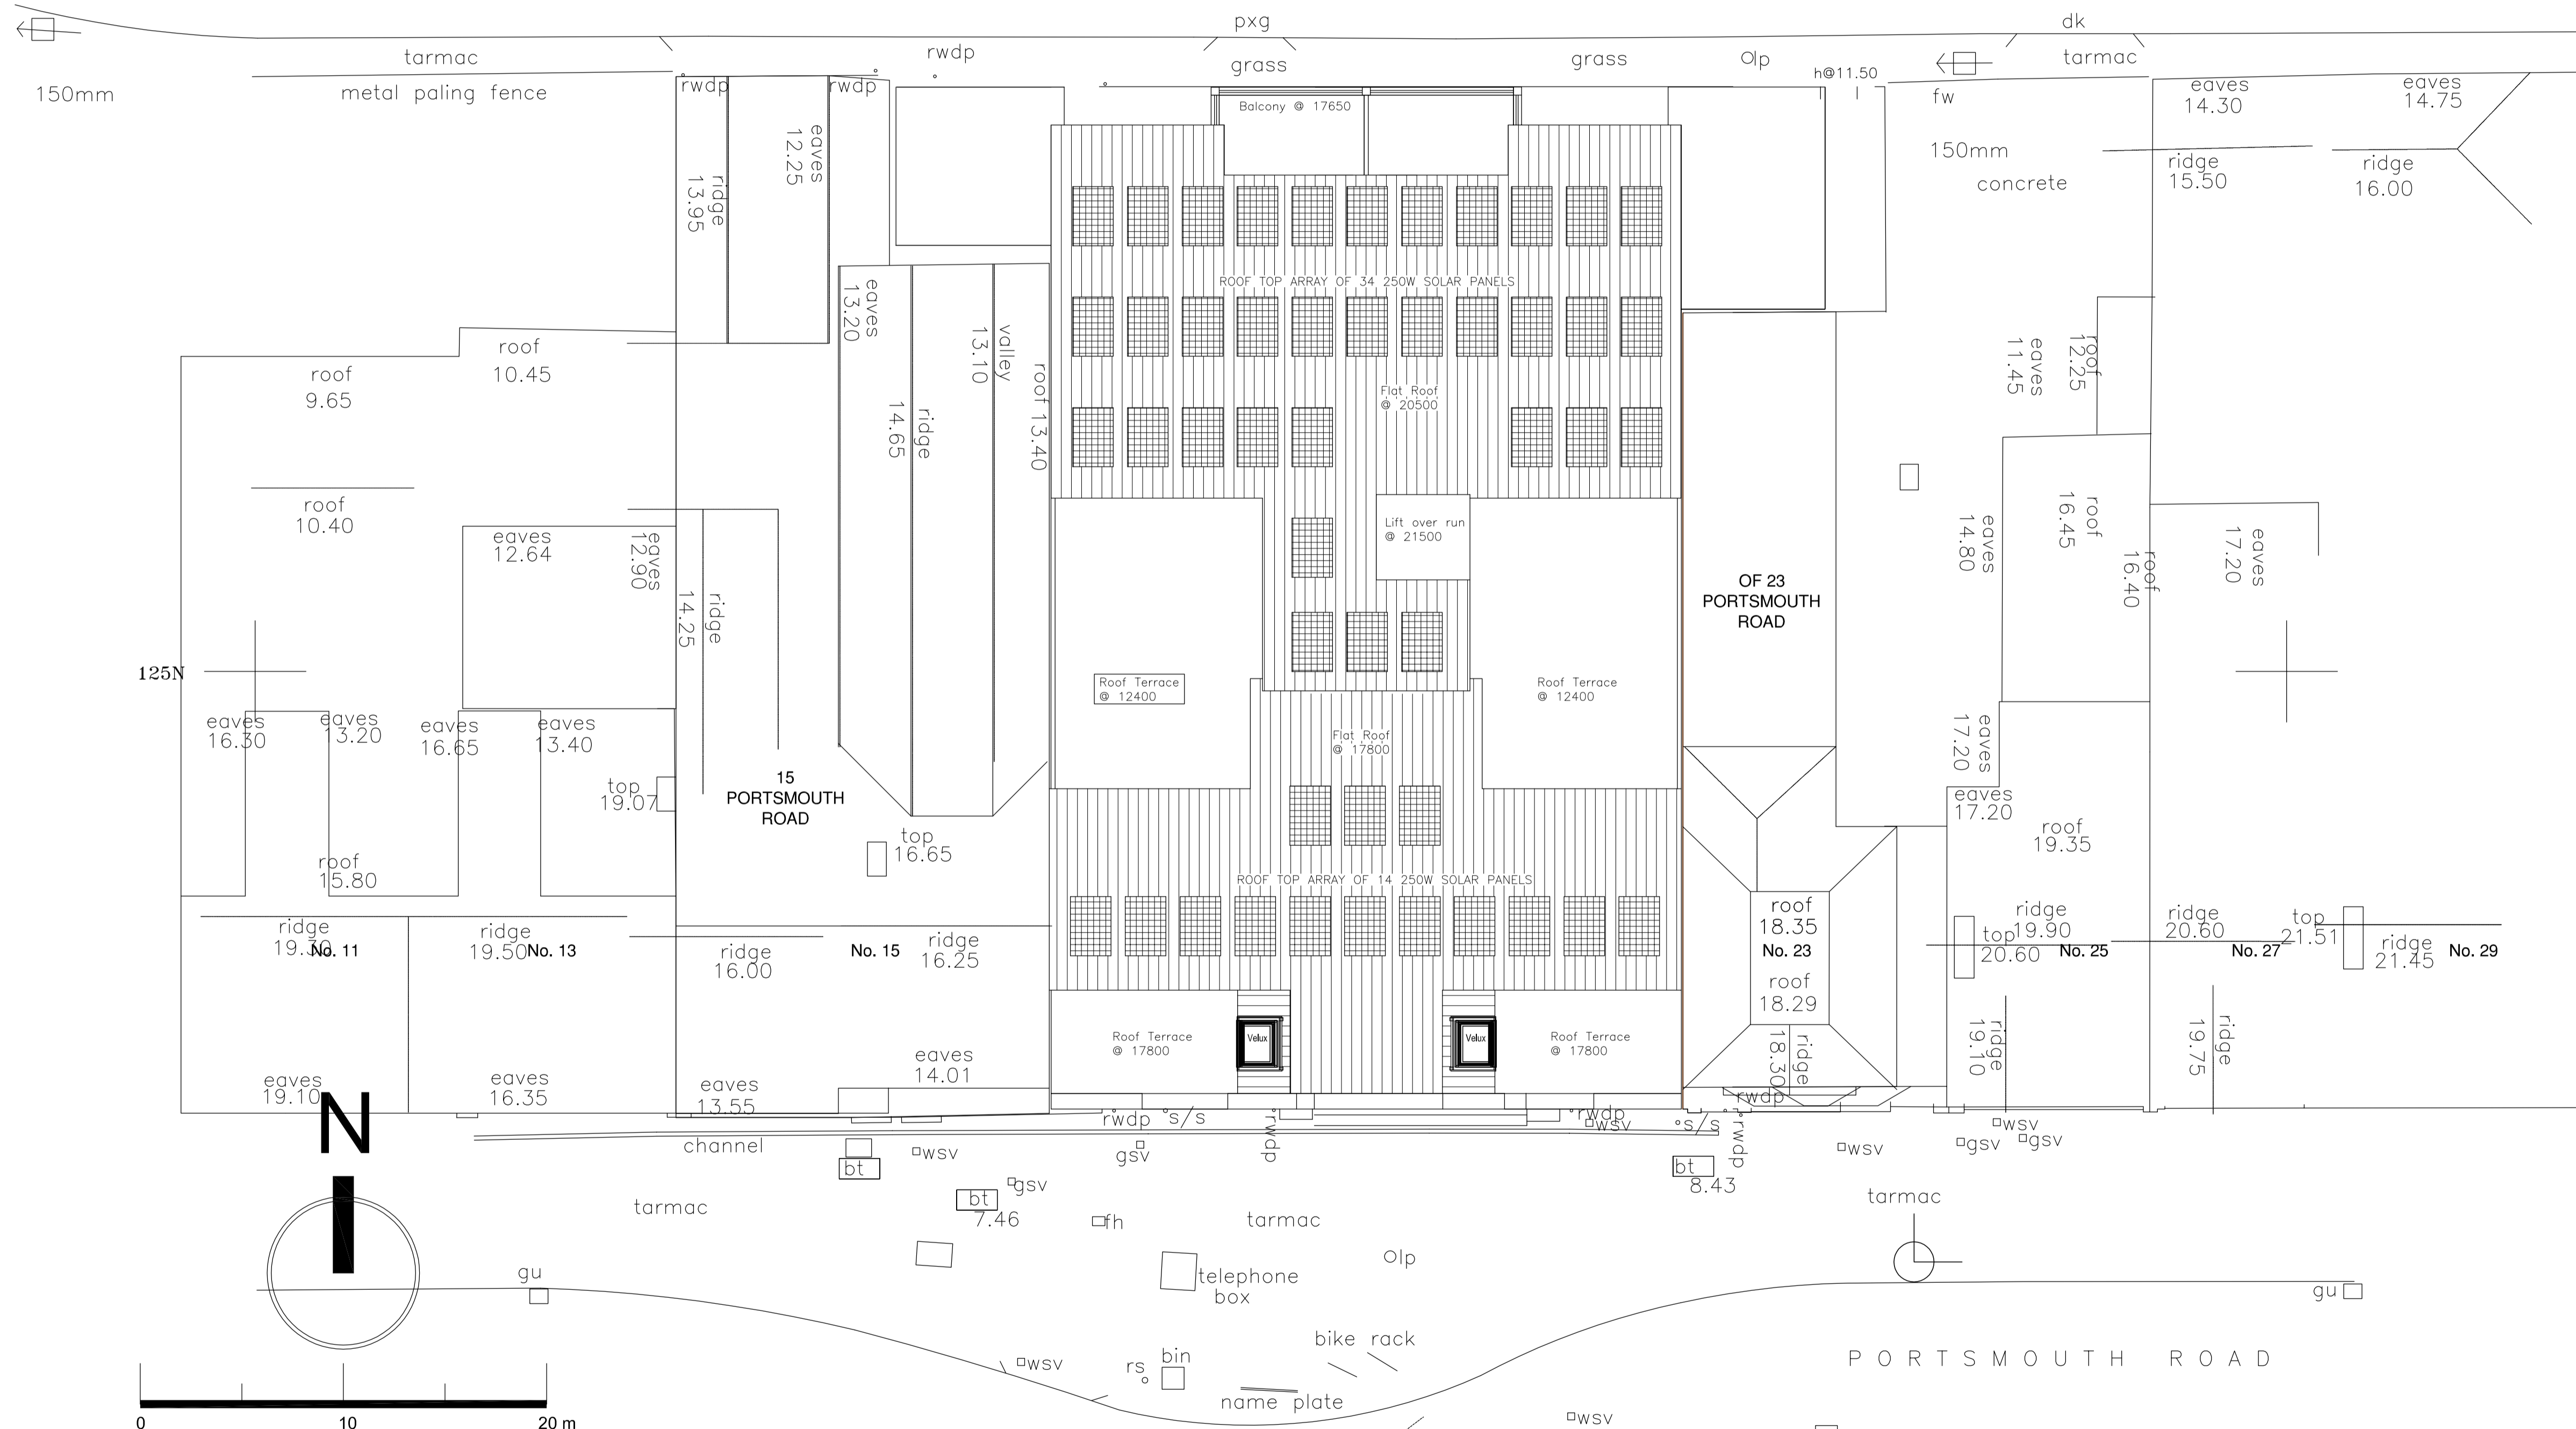 pxg
dk
tarmac
rwdp
grass
grass
lp
tarmac
h@11.50
150mm
metal paling fence
rwdp
rwdp
Balcony @ 17650
fw
eaves
14.30
eaves
14.75
eaves
12.25
ridge
13.95
150mm
concrete
ridge
15.50
ridge
16.00
ROOF TOP ARRAY OF 34 250W SOLAR PANELS
eaves
13.20
valley
13.10
roof 13.40
ridge
14.65
roof
10.45
roof
9.65
Flat Roof
@ 20500
eaves
11.45
roof
12.25
roof
10.40
eaves
12.64
eaves
12.90
Lift over run
@ 21500
eaves
14.80
roof
16.45
roof
16.40
eaves
17.20
ridge
14.25
OF 23
PORTSMOUTH
ROAD
125N
Roof Terrace
@ 12400
Roof Terrace
@ 12400
eaves
16.30
eaves
13.20
eaves
16.65
eaves
13.40
Flat Roof
@ 17800
eaves
17.20
15
PORTSMOUTH
ROAD
top
19.07
eaves
17.20
top
16.65
roof
19.35
roof
15.80
ROOF TOP ARRAY OF 14 250W SOLAR PANELS
ridge
19.30
No. 11
ridge
19.50
No. 13
ridge
16.00
No. 15
ridge
16.25
roof
18.35
No. 23
roof
18.29
top
20.60
ridge
19.90
No. 25
ridge
20.60
No. 27
top
21.51
ridge
21.45
No. 29
Roof Terrace
@ 17800
Velux
Velux
Roof Terrace
@ 17800
ridge
18.30
ridge
19.10
ridge
19.75
eaves
14.01
eaves
19.10
eaves
16.35
eaves
13.55
N
rwdp
rwdp
s/s
rwdp
rwdp
wsv
s/s
rwdp
wsv
gsv
wsv
gsv
channel
bt
wsv
gsv
bt
8.43
gsv
bt
7.46
fh
tarmac
tarmac
tarmac
lp
gu
telephone
box
gu
bike rack
PORTSMOUTH ROAD
wsv
rs
bin
name plate
wsv
0
10
20 m